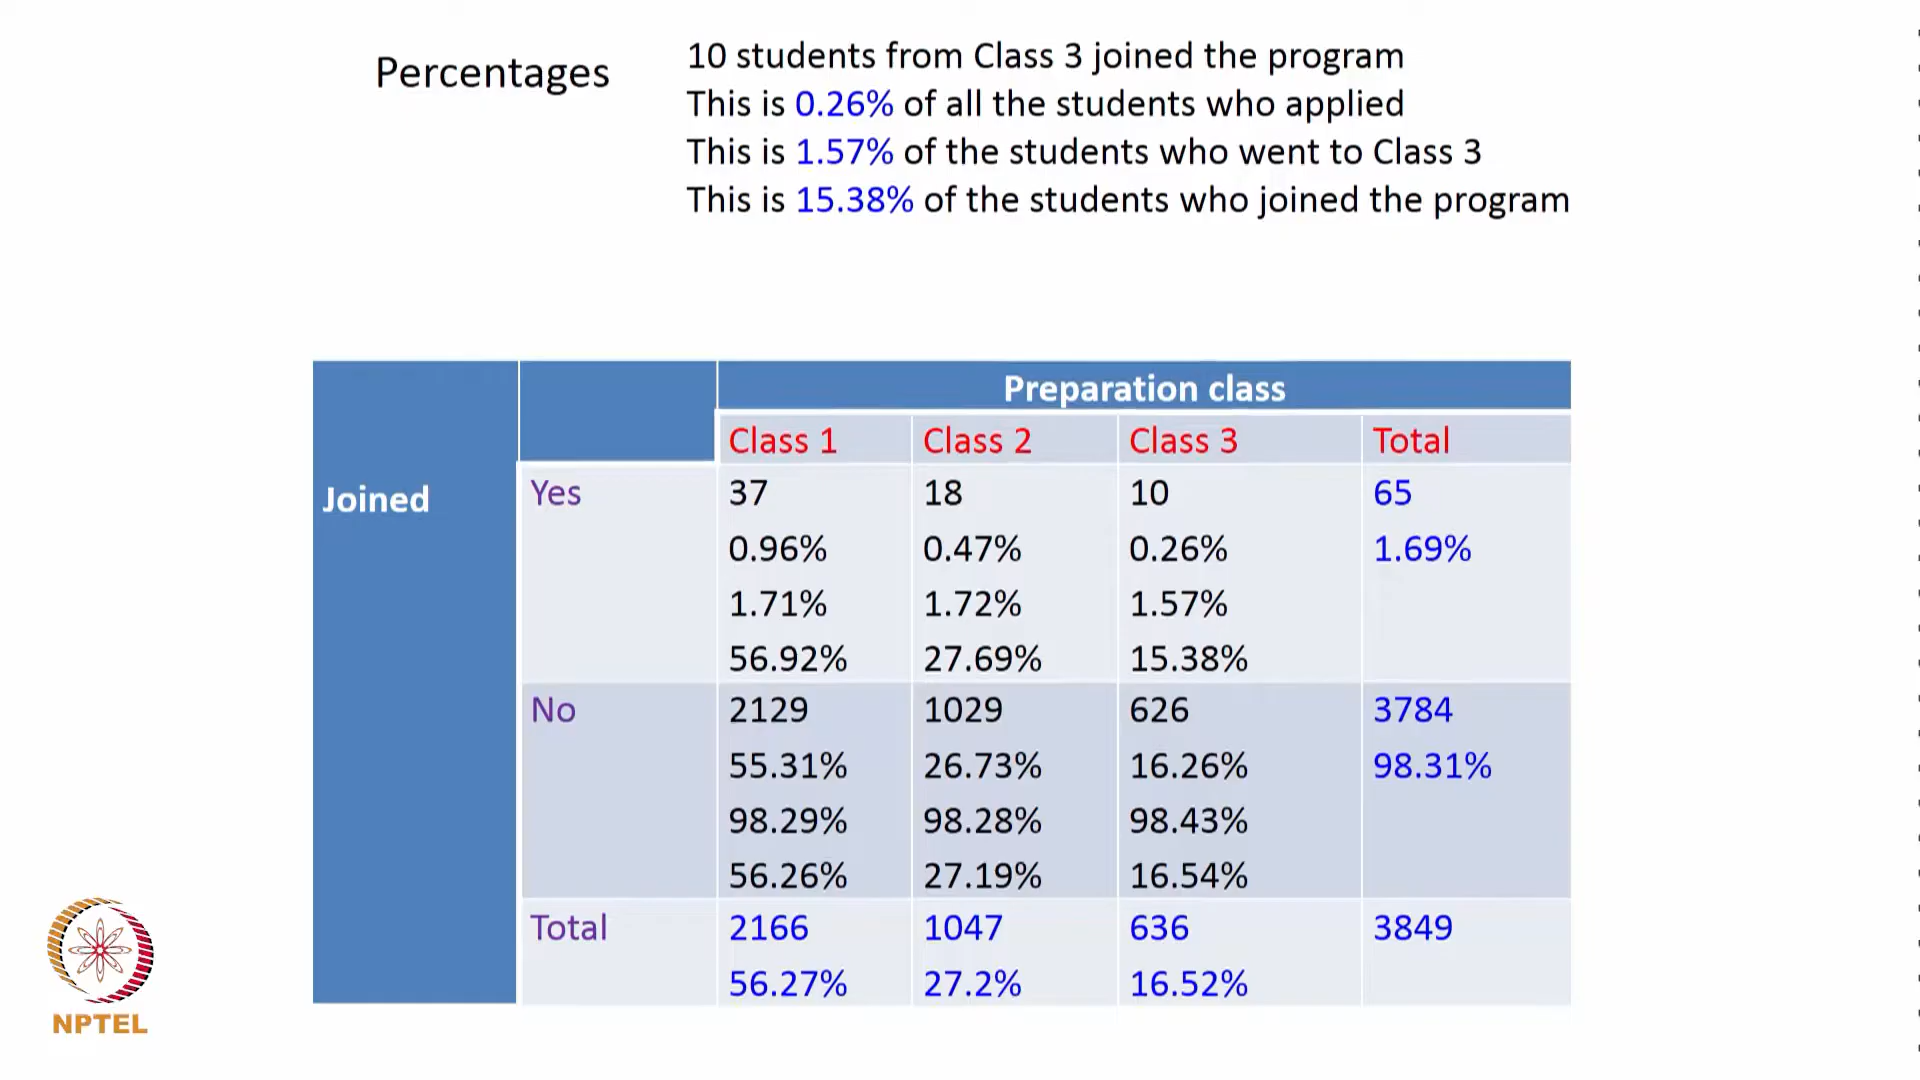 Percentages
10 students from Class 3 joined the program
This is 0.26% of all the students who applied
This is 1.57% of the students who went to Class 3
This is 15.38% of the students who joined the program
Preparation class
Class 1 Class 2 Class 3 Total
Joined
Yes 37 18 10 65
0.96% 0.47% 0.26% 1.69%
1.71% 1.72% 1.57%
56.92% 27.69% 15.38%
No 2129 1029 626 3784
55.31% 26.73% 16.26% 98.31%
98.29% 98.28% 98.43%
56.26% 27.19% 16.54%
Total 2166 1047 636 3849
56.27% 27.2% 16.52%
NPTEL